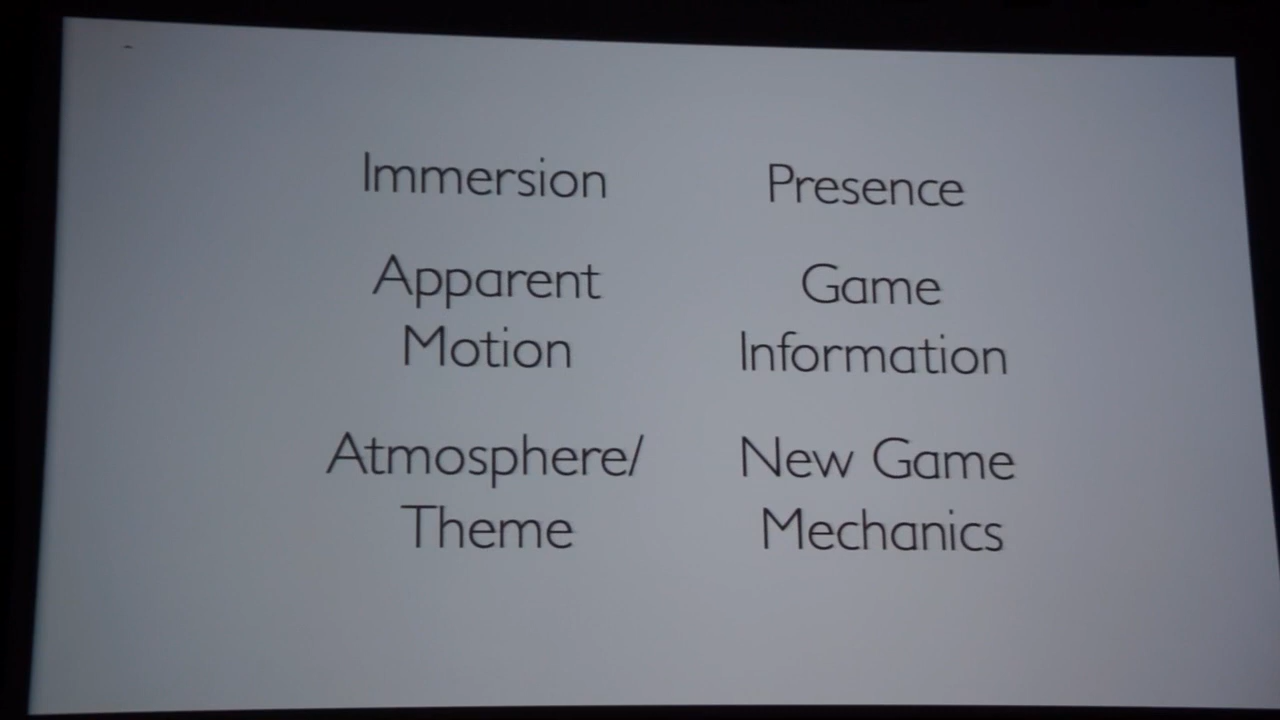 Immersion
Presence
Apparent
Motion
Game
Information
Atmosphere/
Theme
New Game
Mechanics